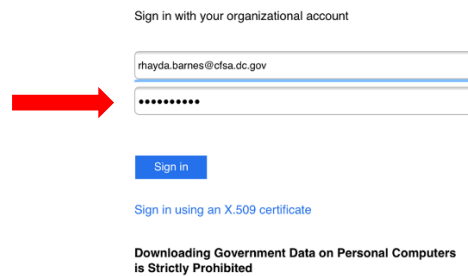 Sign in with your organizational account
rhayda.barnes@cfsa.dc.gov
••••••••••
Sign in
Sign in using an X.509 certificate
Downloading Government Data on Personal Computers
is Strictly Prohibited